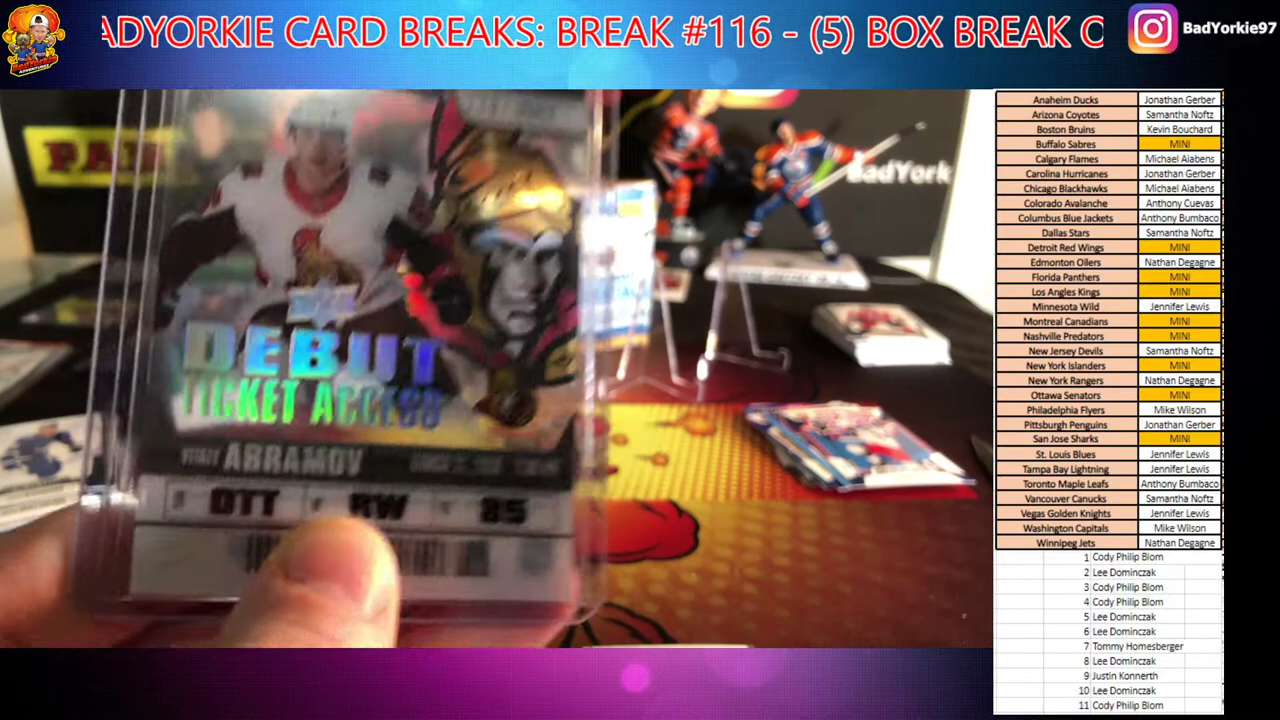 ADYORKIE CARD BREAKS: BREAK #116 - (5) BOX BREAK
BadYorkie97
BadYork
DEBUT
TICKET ACCESS
VITALY ABRAMOV
OTT RW 85
Anaheim Ducks Jonathan Gerber
Arizona Coyotes Samantha Noftz
Boston Bruins Kevin Bouchard
Buffalo Sabres MINI
Calgary Flames Michael Aiabens
Carolina Hurricanes Jonathan Gerber
Chicago Blackhawks Michael Aiabens
Colorado Avalanche Anthony Cuevas
Columbus Blue Jackets Anthony Bumbaco
Dallas Stars Samantha Noftz
Detroit Red Wings MINI
Edmonton Oilers Nathan Degagne
Florida Panthers MINI
Los Angles Kings MINI
Minnesota Wild Jennifer Lewis
Montreal Canadians MINI
Nashville Predators MINI
New Jersey Devils Samantha Noftz
New York Islanders MINI
New York Rangers Nathan Degagne
Ottawa Senators MINI
Philadelphia Flyers Mike Wilson
Pittsburgh Penguins Jonathan Gerber
San Jose Sharks MINI
St. Louis Blues Jennifer Lewis
Tampa Bay Lightning Jennifer Lewis
Toronto Maple Leafs Anthony Bumbaco
Vancouver Canucks Samantha Noftz
Vegas Golden Knights Jennifer Lewis
Washington Capitals Mike Wilson
Winnipeg Jets Nathan Degagne
1 Cody Philip Blom
2 Lee Dominczak
3 Cody Philip Blom
4 Cody Philip Blom
5 Lee Dominczak
6 Lee Dominczak
7 Tommy Homesberger
8 Lee Dominczak
9 Justin Konnerth
10 Lee Dominczak
11 Cody Philip Blom